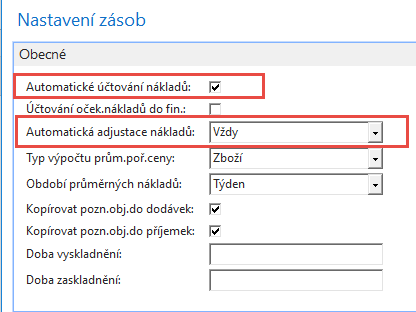 Nastavení zásob
Obecné
Automatické účtování nákladů:
Účtování oček.nákladů do fin.:
Automatická adjustace nákladů: Vždy
Typ výpočtu prům.poř.ceny: Zboží
Období průměrných nákladů: Týden
Kopírovat pozn.obj.do dodávek:
Kopírovat pozn.obj.do příjemek:
Doba vyskladnění:
Doba zaskladnění: